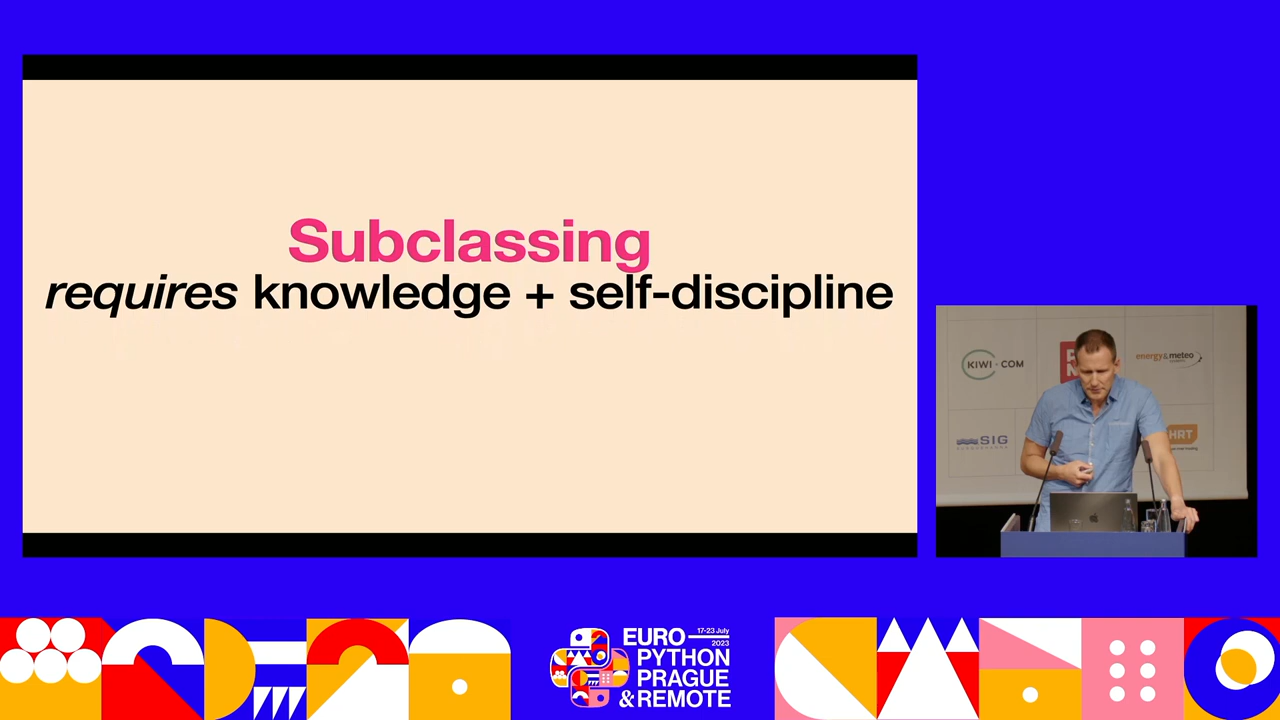 Subclassing
requires knowledge + self-discipline
KIWI.COM
energy & meteo
SIG
HRT
17-23 July
2023
EURO
PYTHON
PRAGUE
& REMOTE